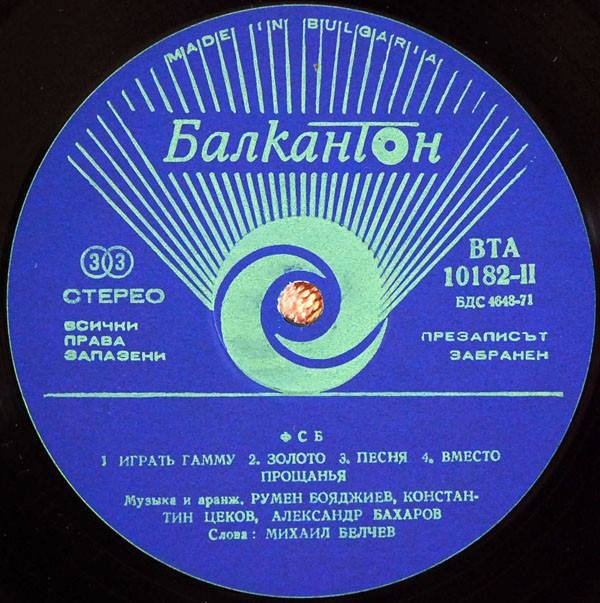 MADE IN BULGARIA
Балкантон
33
СТЕРЕО
ВСИЧКИ
ПРАВА
ЗАПАЗЕНИ
ВТА
10182-II
БДС 4648-71
ПРЕЗАПИСЪТ
ЗАБРАНЕН
ФСБ
1 ИГРАТЬ ГАММУ 2. ЗОЛОТО 3. ПЕСНЯ 4. ВМЕСТО
ПРОЩАНЬЯ
Музыка и аранж. РУМЕН БОЯДЖИЕВ, КОНСТАН-
ТИН ЦЕКОВ, АЛЕКСАНДР БАХАРОВ
Слова: МИХАИЛ БЕЛЧЕВ